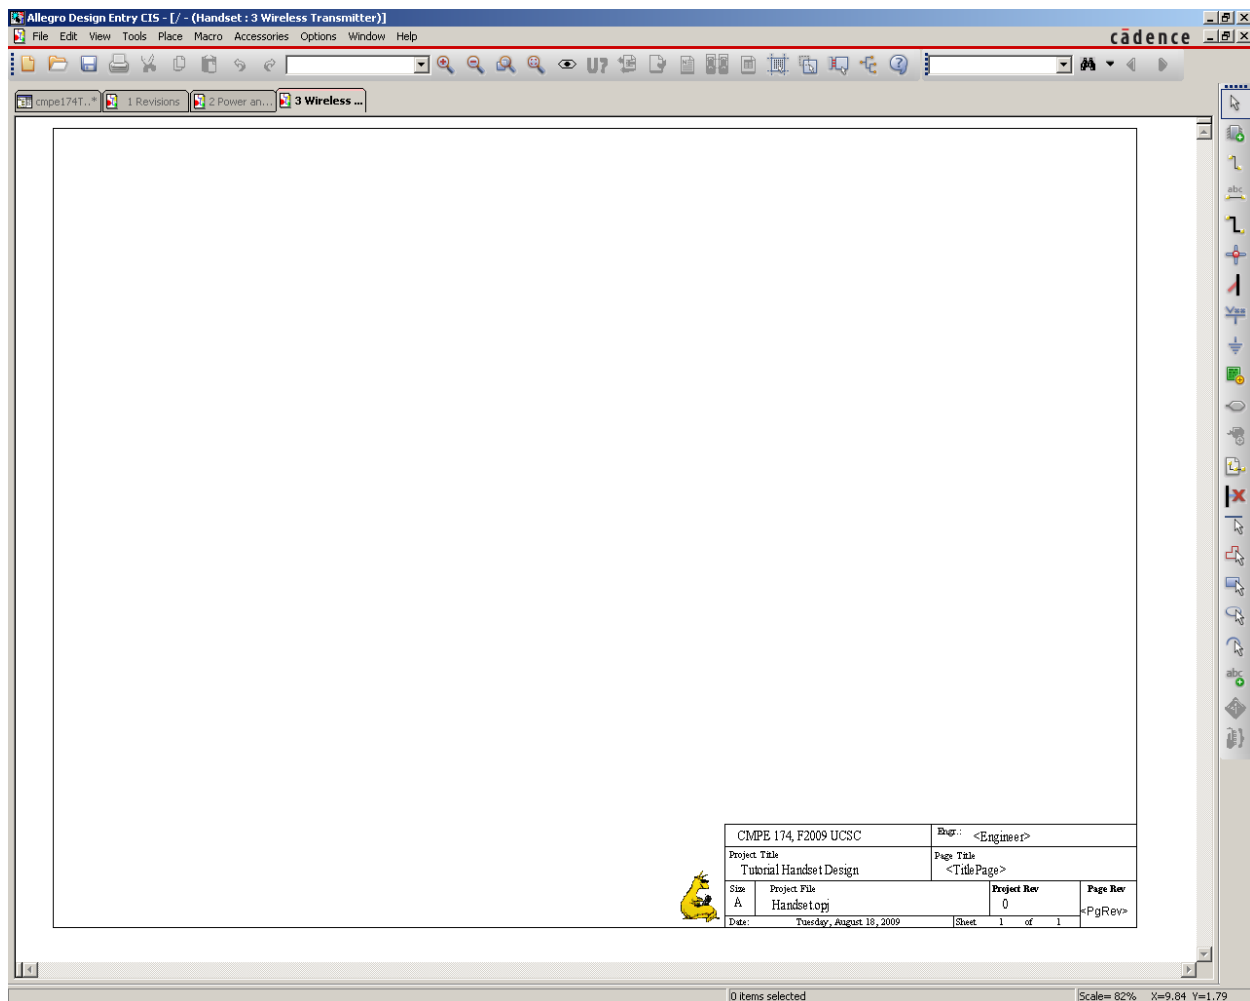 Allegro Design Entry CIS - [/ - (Handset : 3 Wireless Transmitter)]
File Edit View Tools Place Macro Accessories Options Window Help
cādence
U?
cmpe174T..* 1 Revisions 2 Power an... 3 Wireless ...
abc
abc
CMPE 174, F2009 UCSC
Engr.: <Engineer>
Project Title
Tutorial Handset Design
Page Title
<TitlePage>
Size
A
Project File
Handset.opj
Project Rev
0
Page Rev
<PgRev>
Date: Tuesday, August 18, 2009
Sheet 1 of 1
0 items selected
Scale= 82% X=9.84 Y=1.79